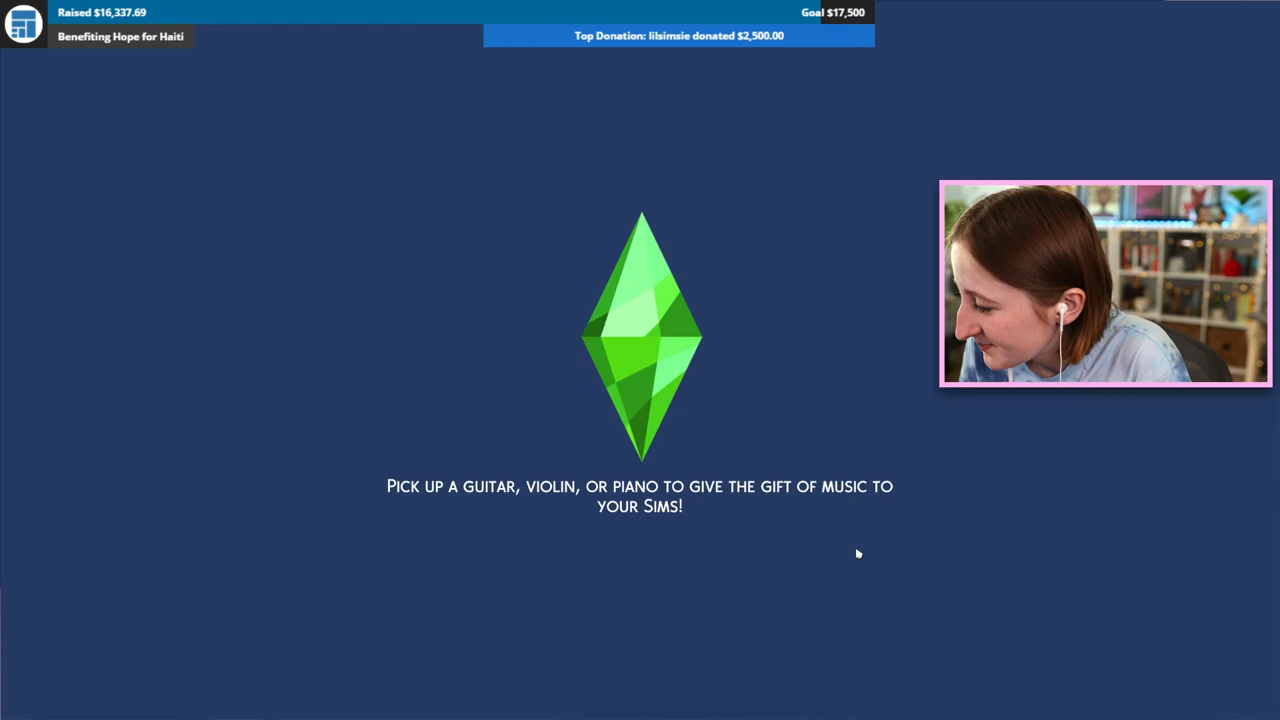 Raised $16,337.69
Goal $17,500
Benefiting Hope for Haiti
Top Donation: lilsimsie donated $2,500.00
Pick up a guitar, violin, or piano to give the gift of music to
your Sims!